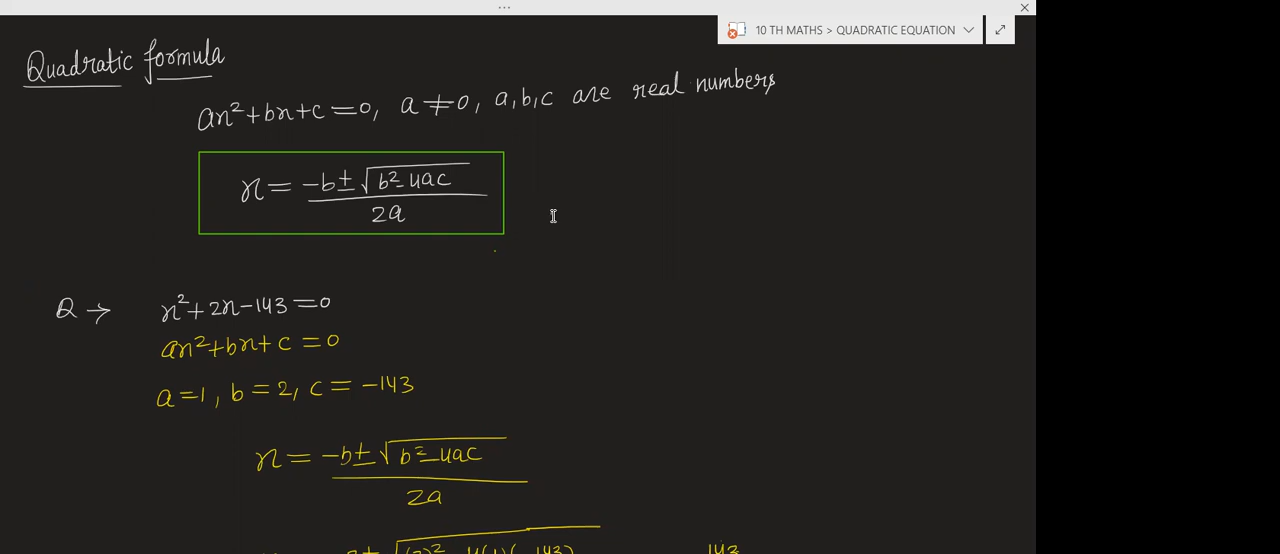 10 TH MATHS > QUADRATIC EQUATION
Quadratic formula
ax²+bx+c=0, a≠0, a,b,c are real numbers
x = -b±√b²-4ac
2a
Q → x²+2x-143=0
ax²+bx+c=0
a=1, b=2, c=-143
x = -b±√b²-4ac
2a
143